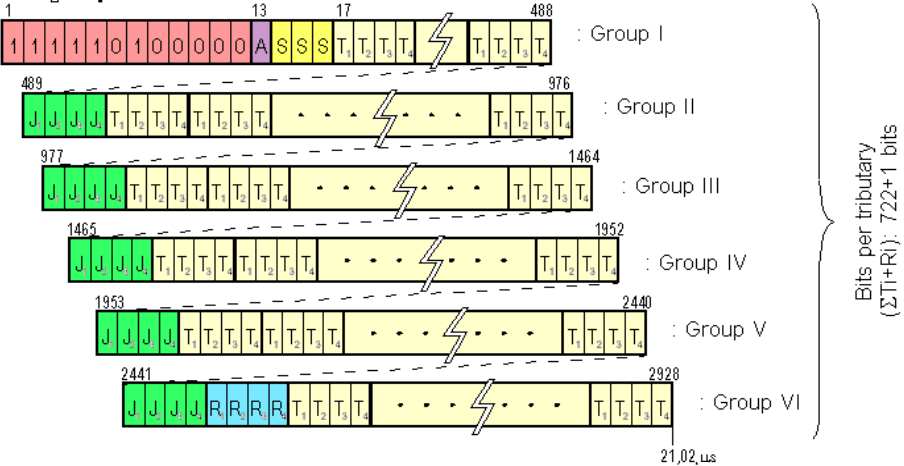 1 13 17 488
1 1 1 1 1 0 1 0 0 0 0 0 A S S S T1 T2 T3 T4 T1 T2 T3 T4 : Group I
489 976
J1 J2 J3 J4 T1 T2 T3 T4 T1 T2 T3 T4 T1 T2 T3 T4 : Group II
977 1464
J1 J2 J3 J4 T1 T2 T3 T4 T1 T2 T3 T4 T1 T2 T3 T4 : Group III
1465 1952
J1 J2 J3 J4 T1 T2 T3 T4 T1 T2 T3 T4 T1 T2 T3 T4 : Group IV
1953 2440
J1 J2 J3 J4 T1 T2 T3 T4 T1 T2 T3 T4 T1 T2 T3 T4 : Group V
2441 2928
J1 J2 J3 J4 R1 R2 R3 R4 T1 T2 T3 T4 T1 T2 T3 T4 : Group VI
21,02 µs
Bits per tributary
(ΣTi+Ri): 722+1 bits